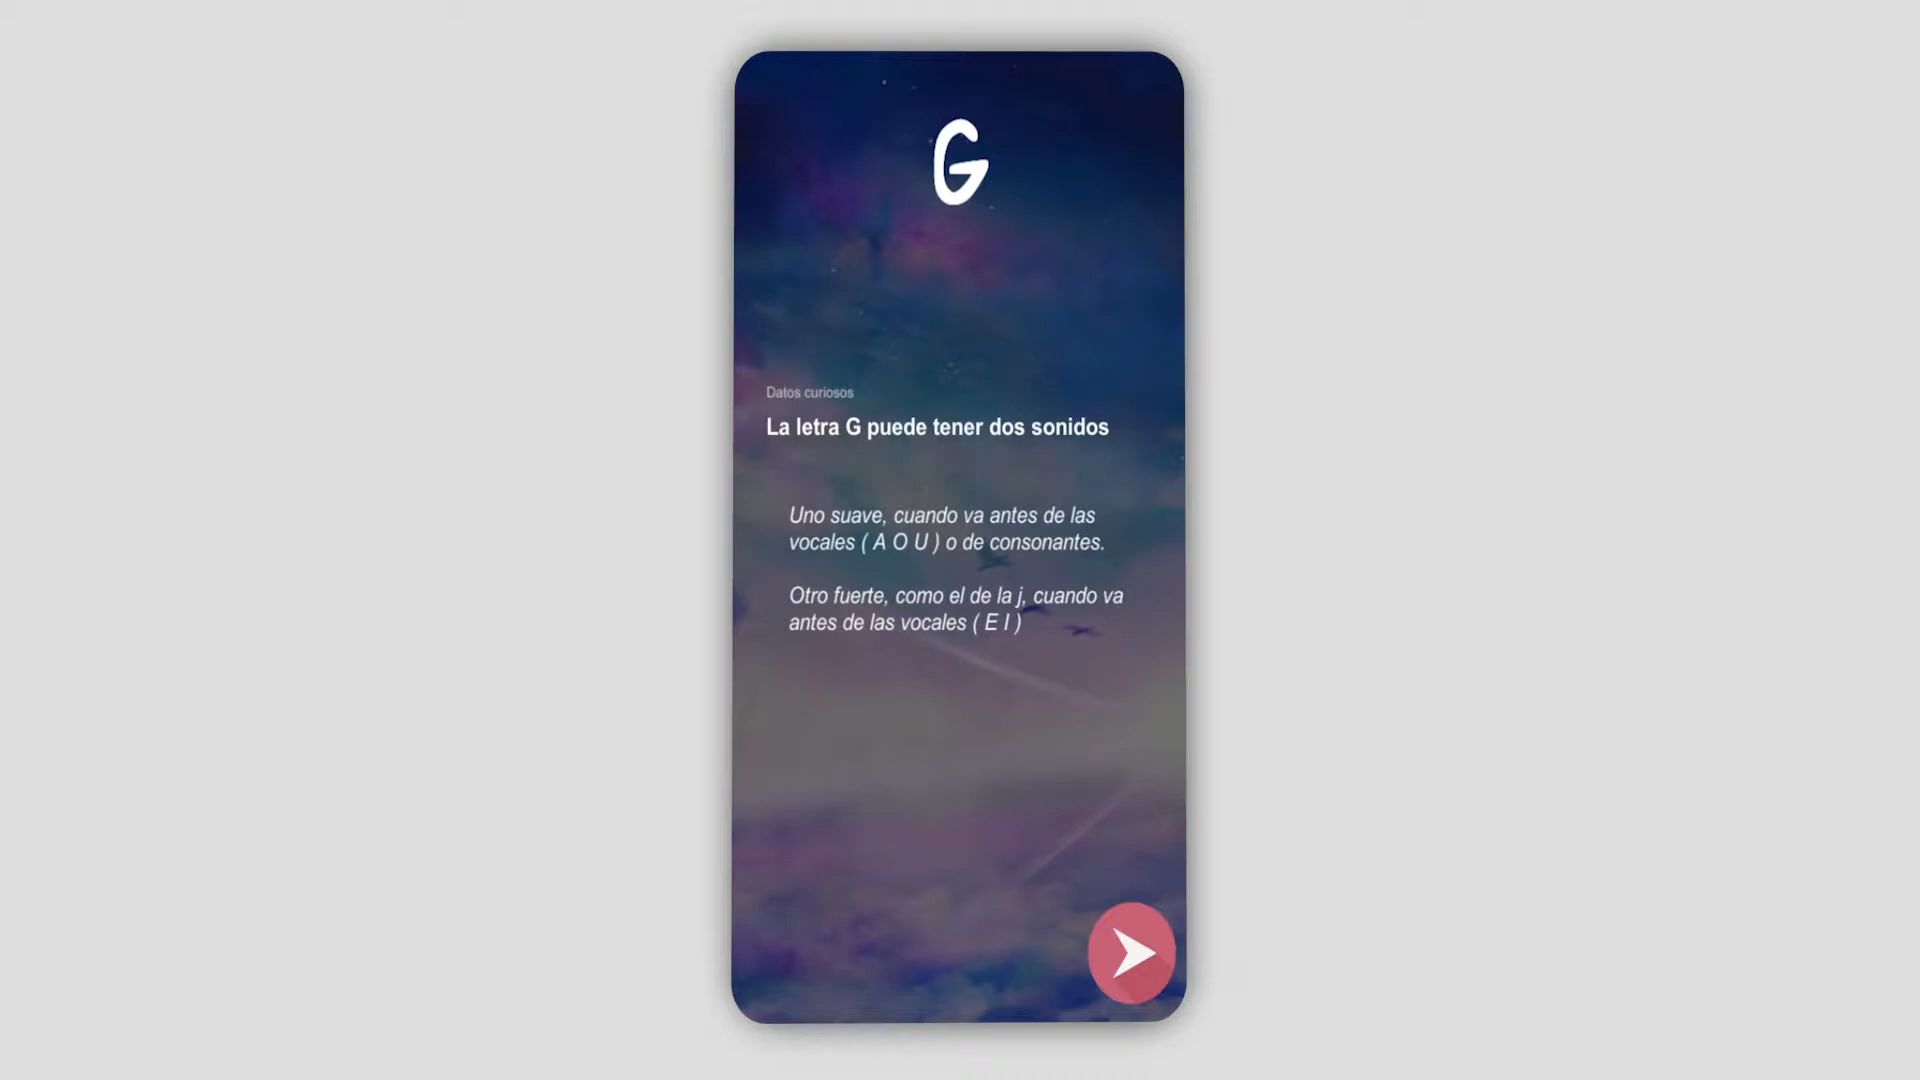 G
Datos curiosos
La letra G puede tener dos sonidos
Uno suave, cuando va antes de las
vocales ( A O U ) o de consonantes.
Otro fuerte, como el de la j, cuando va
antes de las vocales ( E I )